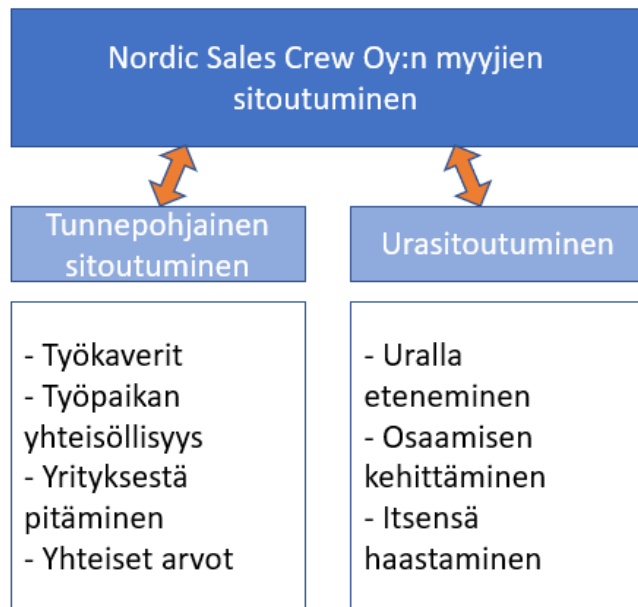 Nordic Sales Crew Oy:n myyjien
sitoutuminen
Tunnepohjainen
sitoutuminen
Urasitoutuminen
- Työkaverit
- Työpaikan
yhteisöllisyys
- Yrityksestä
pitäminen
- Yhteiset arvot
- Uralla
eteneminen
- Osaamisen
kehittäminen
- Itsensä
haastaminen